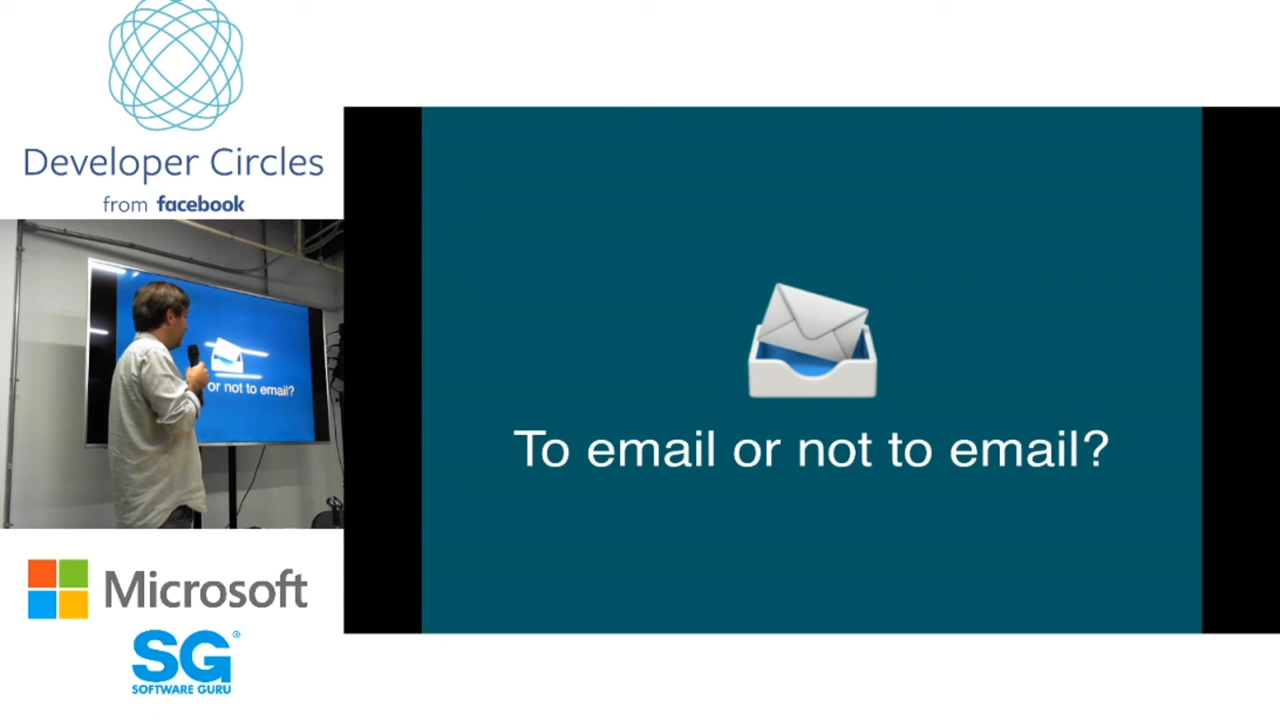 Developer Circles
from facebook
To email or not to email?
or not to email?
Microsoft
SG®
SOFTWARE GURU